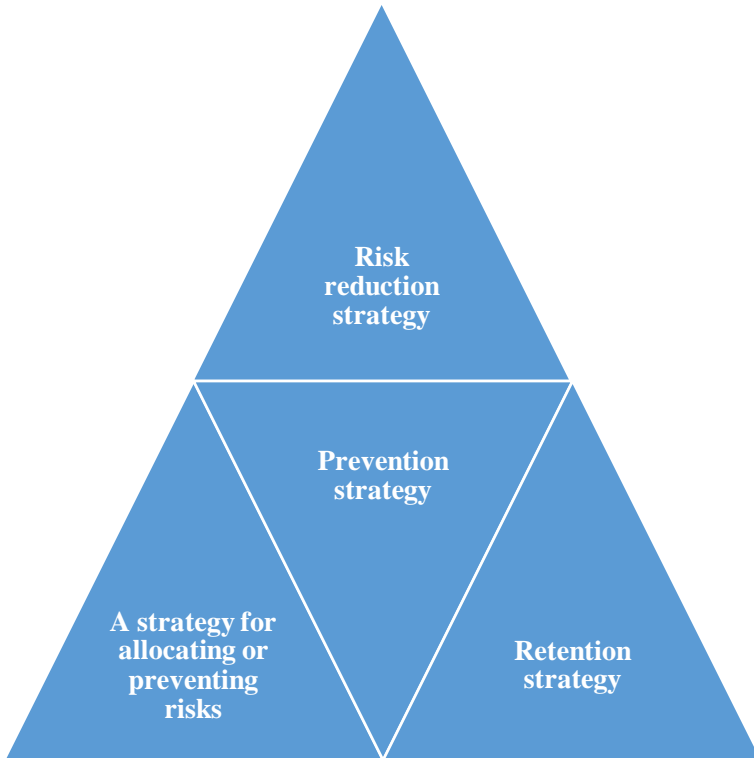 Risk
reduction
strategy
Prevention
strategy
A strategy for
allocating or
preventing
risks
Retention
strategy